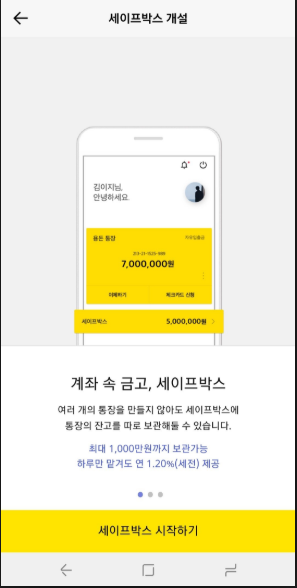 세이프박스 개설
김이지님,
안녕하세요.
용돈 통장
7,000,000원
이체하기 체크카드 신청
세이프박스 5,000,000원
계좌 속 금고, 세이프박스
여러 개의 통장을 만들지 않아도 세이프박스에
통장의 잔고를 따로 보관해둘 수 있습니다.
최대 1,000만원까지 보관가능
하루만 맡겨도 연 1.20%(세전) 제공
세이프박스 시작하기